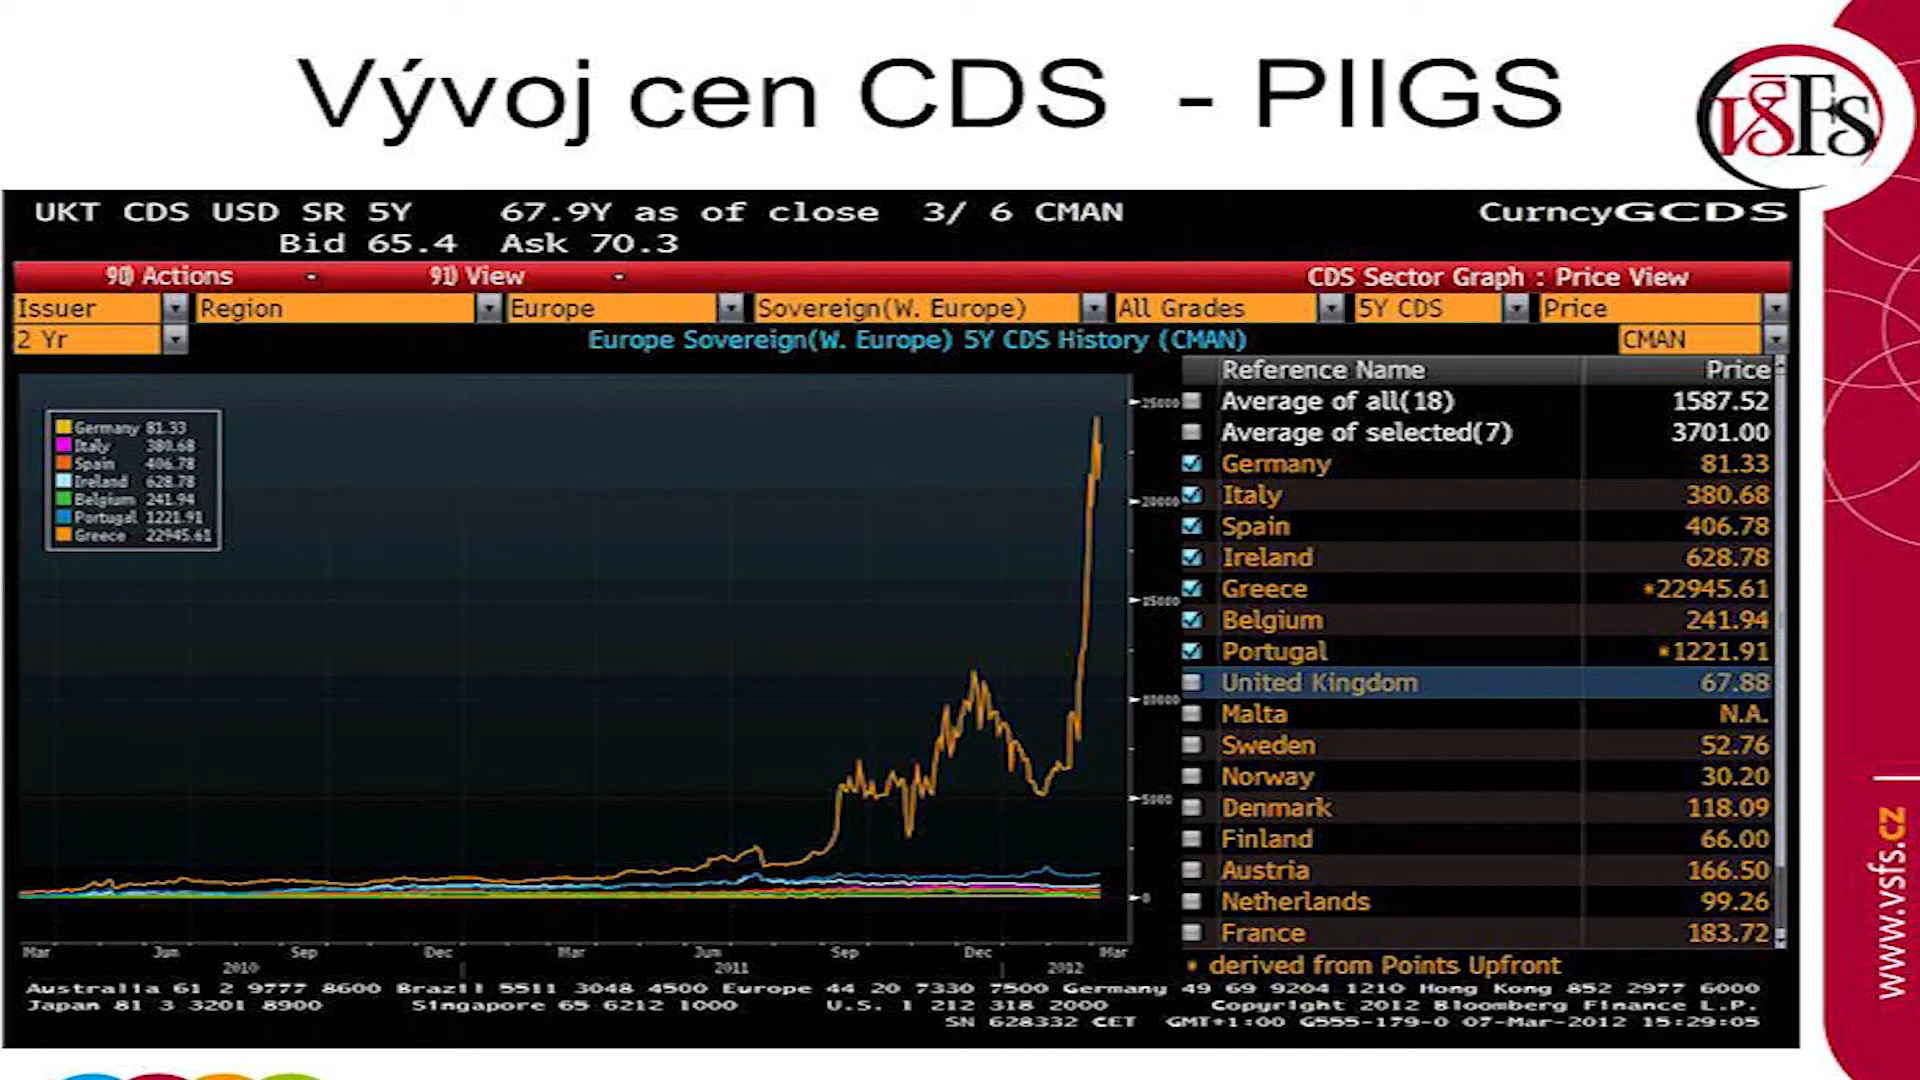 Vývoj cen CDS - PIIGS
VŠFS
UKT CDS USD SR 5Y 67.9Y as of close 3/ 6 CMAN CurncyGCDS
Bid 65.4 Ask 70.3
90) Actions 91) View CDS Sector Graph : Price View
Issuer Region Europe Sovereign(W. Europe) All Grades 5Y CDS Price
2 Yr Europe Sovereign(W. Europe) 5Y CDS History (CMAN) CMAN
Germany 81.33
Italy 380.68
Spain 406.78
Ireland 628.78
Belgium 241.94
Portugal 1221.91
Greece 22945.61
25000
20000
15000
10000
5000
0
Mar Jun Sep Dec Mar Jun Sep Dec Mar
2010 2011 2012
Reference Name Price
Average of all(18) 1587.52
Average of selected(7) 3701.00
Germany 81.33
Italy 380.68
Spain 406.78
Ireland 628.78
Greece *22945.61
Belgium 241.94
Portugal *1221.91
United Kingdom 67.88
Malta N.A.
Sweden 52.76
Norway 30.20
Denmark 118.09
Finland 66.00
Austria 166.50
Netherlands 99.26
France 183.72
* derived from Points Upfront
Australia 61 2 9777 8600 Brazil 5511 3048 4500 Europe 44 20 7330 7500 Germany 49 69 9204 1210 Hong Kong 852 2977 6000
Japan 81 3 3201 8900 Singapore 65 6212 1000 U.S. 1 212 318 2000 Copyright 2012 Bloomberg Finance L.P.
SN 628332 CET GMT+1:00 G555-179-0 07-Mar-2012 15:29:05
www.vsfs.cz